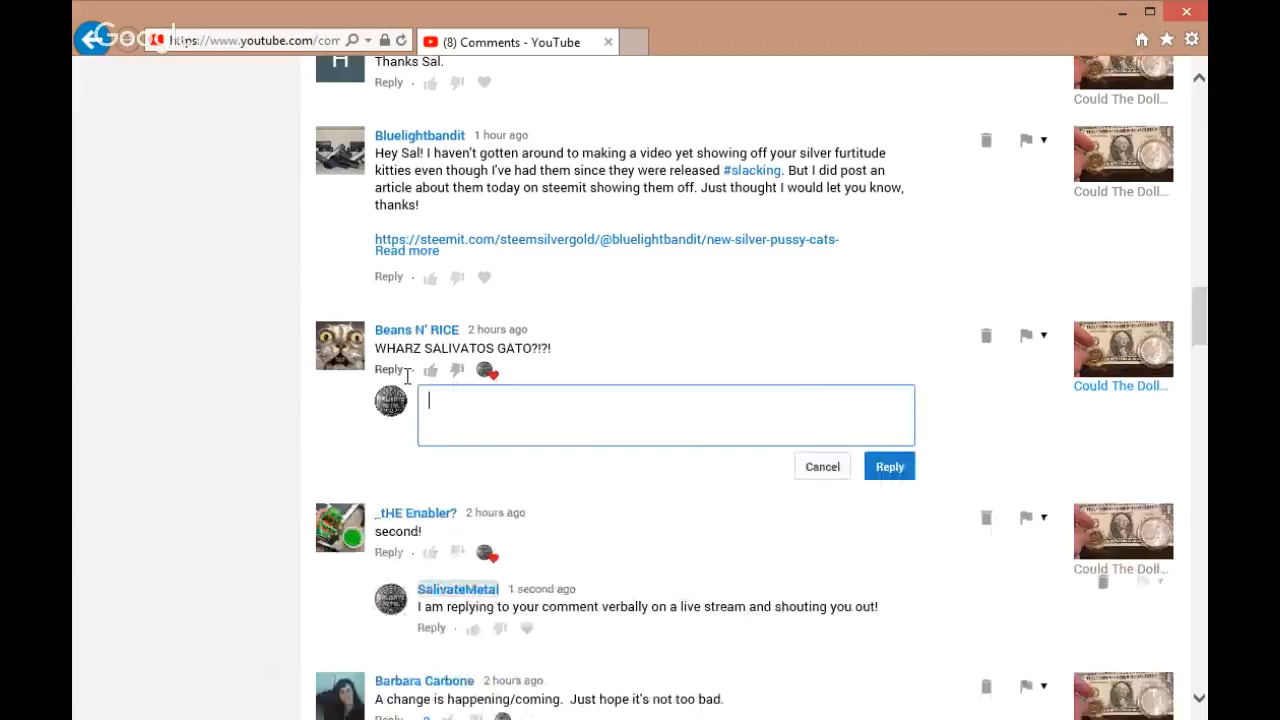 Google
https://www.youtube.com/com
(8) Comments - YouTube
H
Thanks Sal.
Reply
Could The Doll...
Bluelightbandit 1 hour ago
Hey Sal! I haven't gotten around to making a video yet showing off your silver furtitude
kitties even though I've had them since they were released #slacking. But I did post an
article about them today on steemit showing them off. Just thought I would let you know,
thanks!
Could The Doll...
https://steemit.com/steemsilvergold/@bluelightbandit/new-silver-pussy-cats-
Read more
Reply
Beans N' RICE 2 hours ago
WHARZ SALIVATOS GATO?!?!
Reply
Could The Doll...
Cancel
Reply
_tHE Enabler? 2 hours ago
second!
Reply
Could The Doll...
SalivateMetal 1 second ago
I am replying to your comment verbally on a live stream and shouting you out!
Reply
Barbara Carbone 2 hours ago
A change is happening/coming. Just hope it's not too bad.